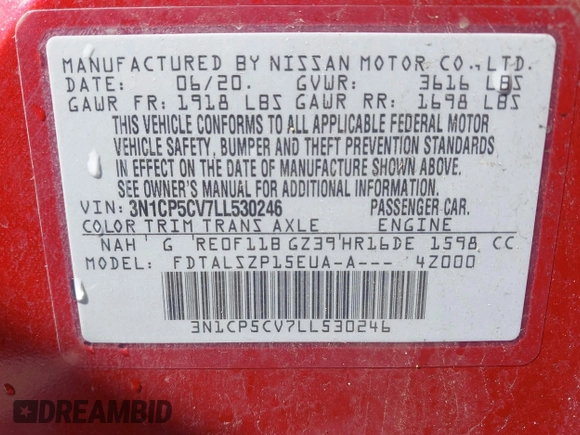 MANUFACTURED BY NISSAN MOTOR CO., LTD.
DATE: 06/20. GVWR: 3616 LBS
GAWR FR: 1918 LBS GAWR RR: 1698 LBS
THIS VEHICLE CONFORMS TO ALL APPLICABLE FEDERAL MOTOR
VEHICLE SAFETY, BUMPER AND THEFT PREVENTION STANDARDS
IN EFFECT ON THE DATE OF MANUFACTURE SHOWN ABOVE.
SEE OWNER'S MANUAL FOR ADDITIONAL INFORMATION.
VIN: 3N1CP5CV7LL530246 PASSENGER CAR.
COLOR TRIM TRANS AXLE ENGINE
NAH G RE0F11B GZ39 HR16DE 1598 CC
MODEL: FDTALSZP15EUA-A--- 4Z000
3N1CP5CV7LL530246
DREAMBID